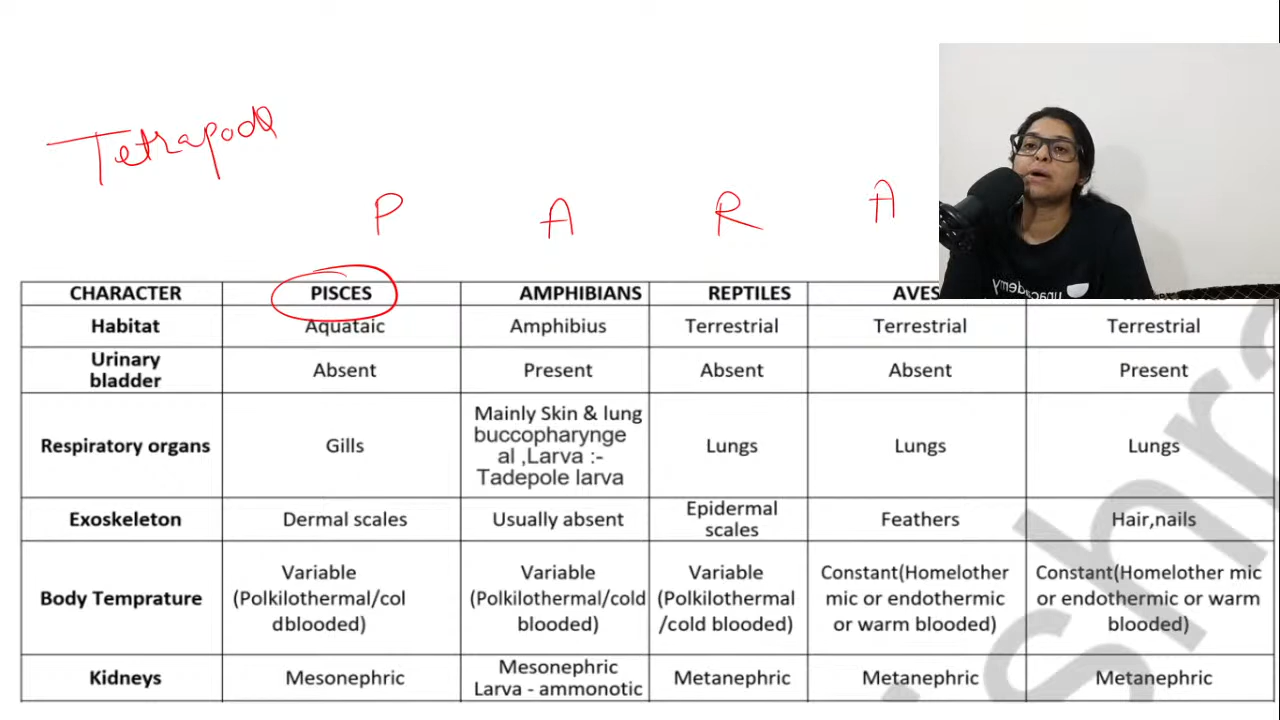 Tetrapoda
P A R A
unacademy
CHARACTER PISCES AMPHIBIANS REPTILES AVES
Habitat Aquataic Amphibius Terrestrial Terrestrial Terrestrial
Urinary
bladder Absent Present Absent Absent Present
Respiratory organs Gills Mainly Skin & lung
buccopharynge
al ,Larva :-
Tadepole larva Lungs Lungs Lungs
Exoskeleton Dermal scales Usually absent Epidermal
scales Feathers Hair,nails
Body Temprature Variable
(Polkilothermal/col
dblooded) Variable
(Polkilothermal/cold
blooded) Variable
(Polkilothermal
/cold blooded) Constant(Homelother
mic or endothermic
or warm blooded) Constant(Homelother mic
or endothermic or warm
blooded)
Kidneys Mesonephric Mesonephric
Larva - ammonotic Metanephric Metanephric Metanephric